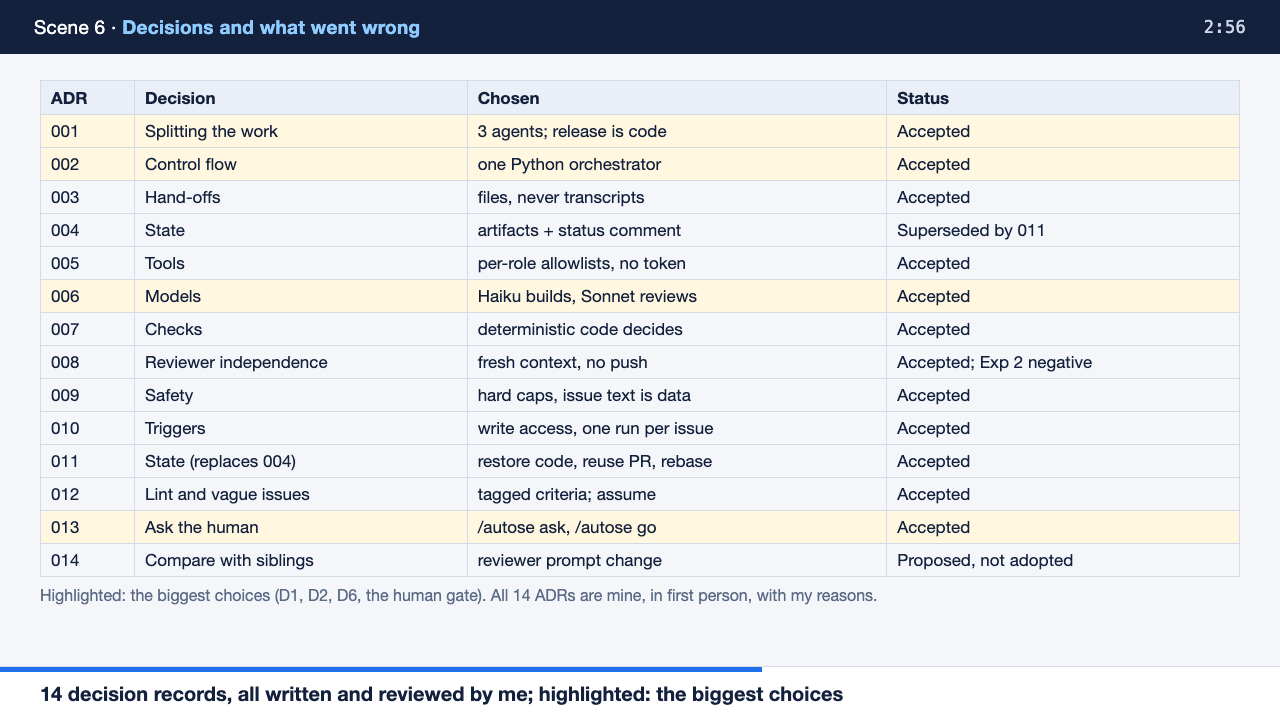 Scene 6 · Decisions and what went wrong 2:56
ADR Decision Chosen Status
001 Splitting the work 3 agents; release is code Accepted
002 Control flow one Python orchestrator Accepted
003 Hand-offs files, never transcripts Accepted
004 State artifacts + status comment Superseded by 011
005 Tools per-role allowlists, no token Accepted
006 Models Haiku builds, Sonnet reviews Accepted
007 Checks deterministic code decides Accepted
008 Reviewer independence fresh context, no push Accepted; Exp 2 negative
009 Safety hard caps, issue text is data Accepted
010 Triggers write access, one run per issue Accepted
011 State (replaces 004) restore code, reuse PR, rebase Accepted
012 Lint and vague issues tagged criteria; assume Accepted
013 Ask the human /autose ask, /autose go Accepted
014 Compare with siblings reviewer prompt change Proposed, not adopted
Highlighted: the biggest choices (D1, D2, D6, the human gate). All 14 ADRs are mine, in first person, with my reasons.
14 decision records, all written and reviewed by me; highlighted: the biggest choices